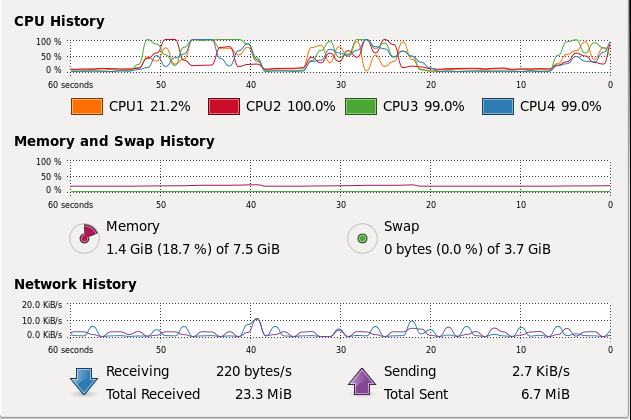 CPU History
100 %
50 %
0 %
60 seconds 50 40 30 20 10 0
CPU1 21.2% CPU2 100.0% CPU3 99.0% CPU4 99.0%
Memory and Swap History
100 %
50 %
0 %
60 seconds 50 40 30 20 10 0
Memory Swap
1.4 GiB (18.7 %) of 7.5 GiB 0 bytes (0.0 %) of 3.7 GiB
Network History
20.0 KiB/s
10.0 KiB/s
0.0 KiB/s
60 seconds 50 40 30 20 10 0
Receiving 220 bytes/s Sending 2.7 KiB/s
Total Received 23.3 MiB Total Sent 6.7 MiB